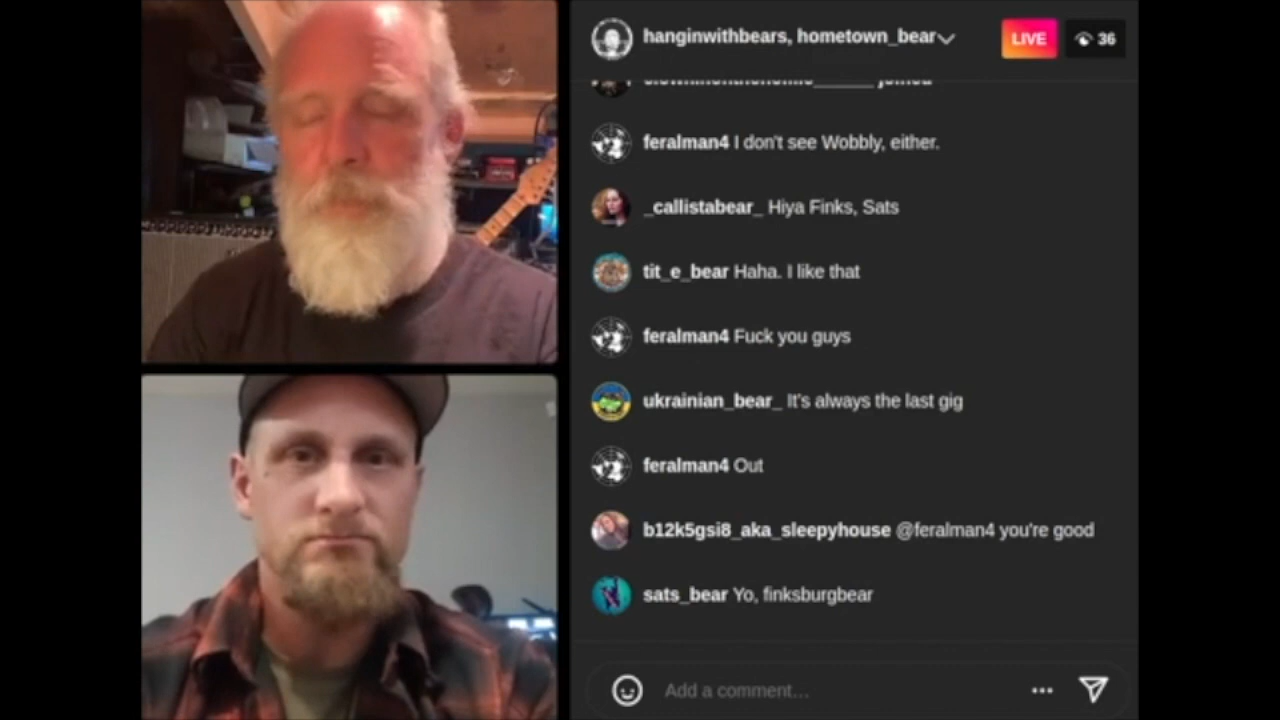 hanginwithbears, hometown_bear
LIVE
36
joined
feralman4 I don't see Wobbly, either.
_callistabear_ Hiya Finks, Sats
tit_e_bear Haha. I like that
feralman4 Fuck you guys
ukrainian_bear_ It's always the last gig
feralman4 Out
b12k5gsi8_aka_sleepyhouse @feralman4 you're good
sats_bear Yo, finksburgbear
Add a comment…